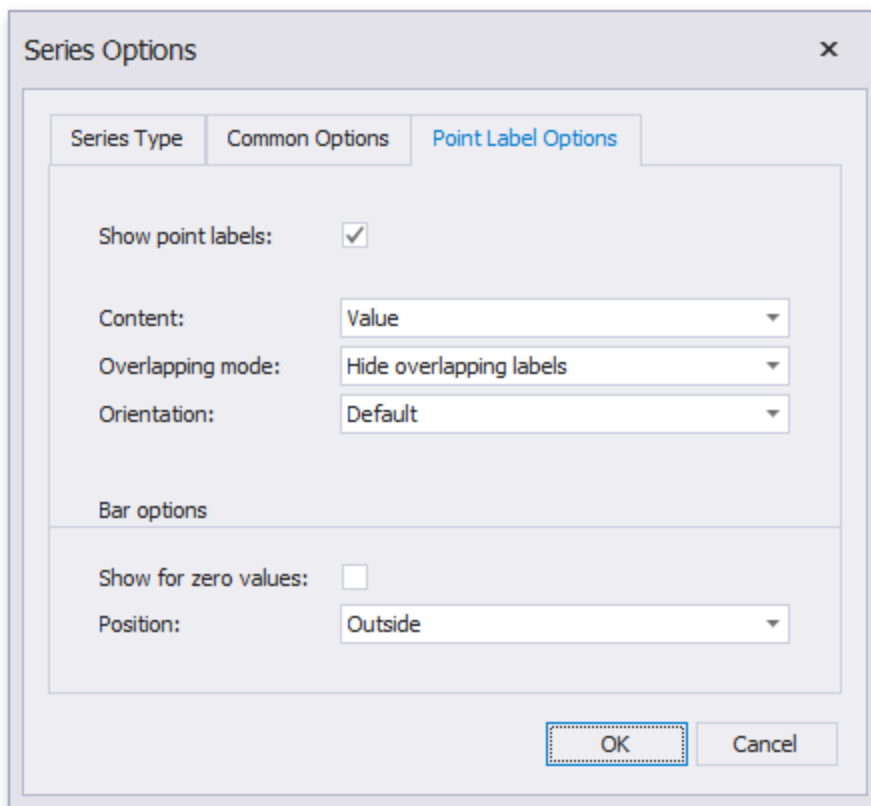 Series Options
Series Type Common Options Point Label Options
Show point labels:
Content: Value
Overlapping mode: Hide overlapping labels
Orientation: Default
Bar options
Show for zero values:
Position: Outside
OK Cancel